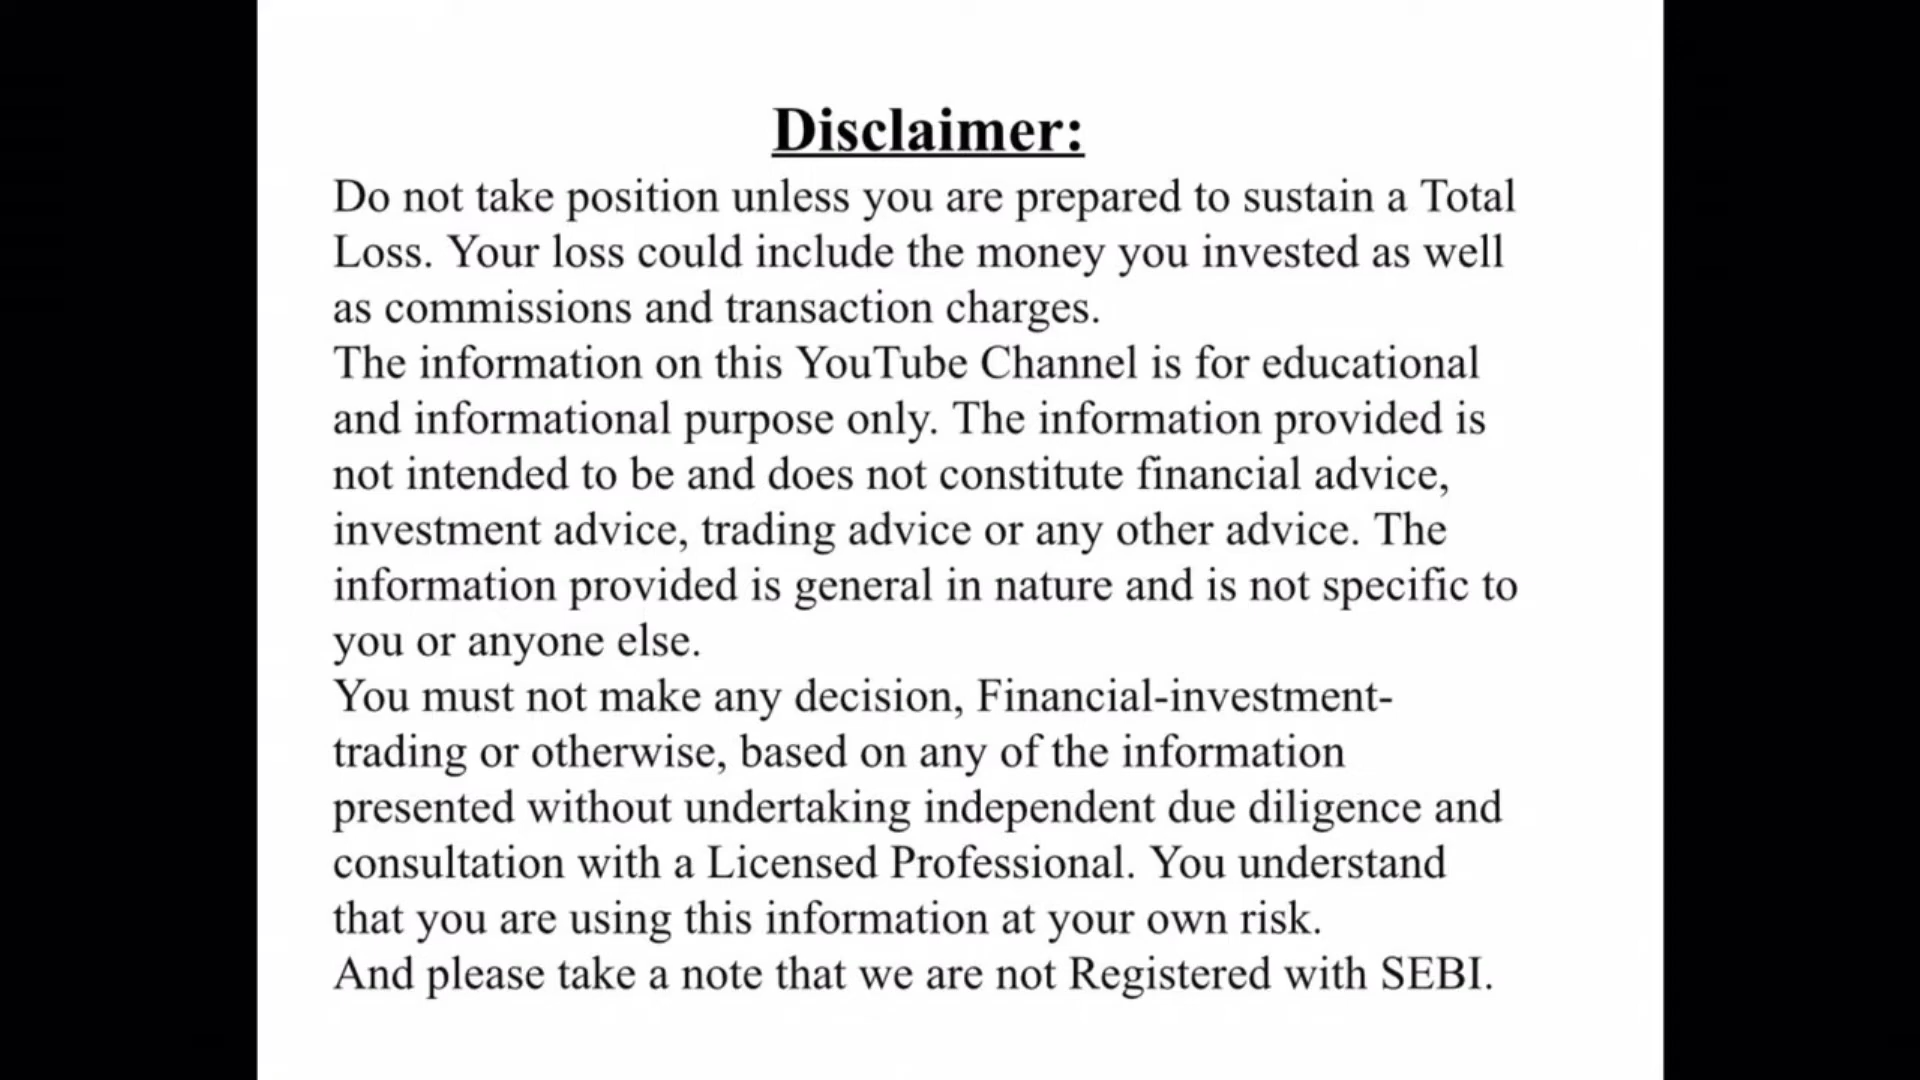 Disclaimer:
Do not take position unless you are prepared to sustain a Total
Loss. Your loss could include the money you invested as well
as commissions and transaction charges.
The information on this YouTube Channel is for educational
and informational purpose only. The information provided is
not intended to be and does not constitute financial advice,
investment advice, trading advice or any other advice. The
information provided is general in nature and is not specific to
you or anyone else.
You must not make any decision, Financial-investment-
trading or otherwise, based on any of the information
presented without undertaking independent due diligence and
consultation with a Licensed Professional. You understand
that you are using this information at your own risk.
And please take a note that we are not Registered with SEBI.